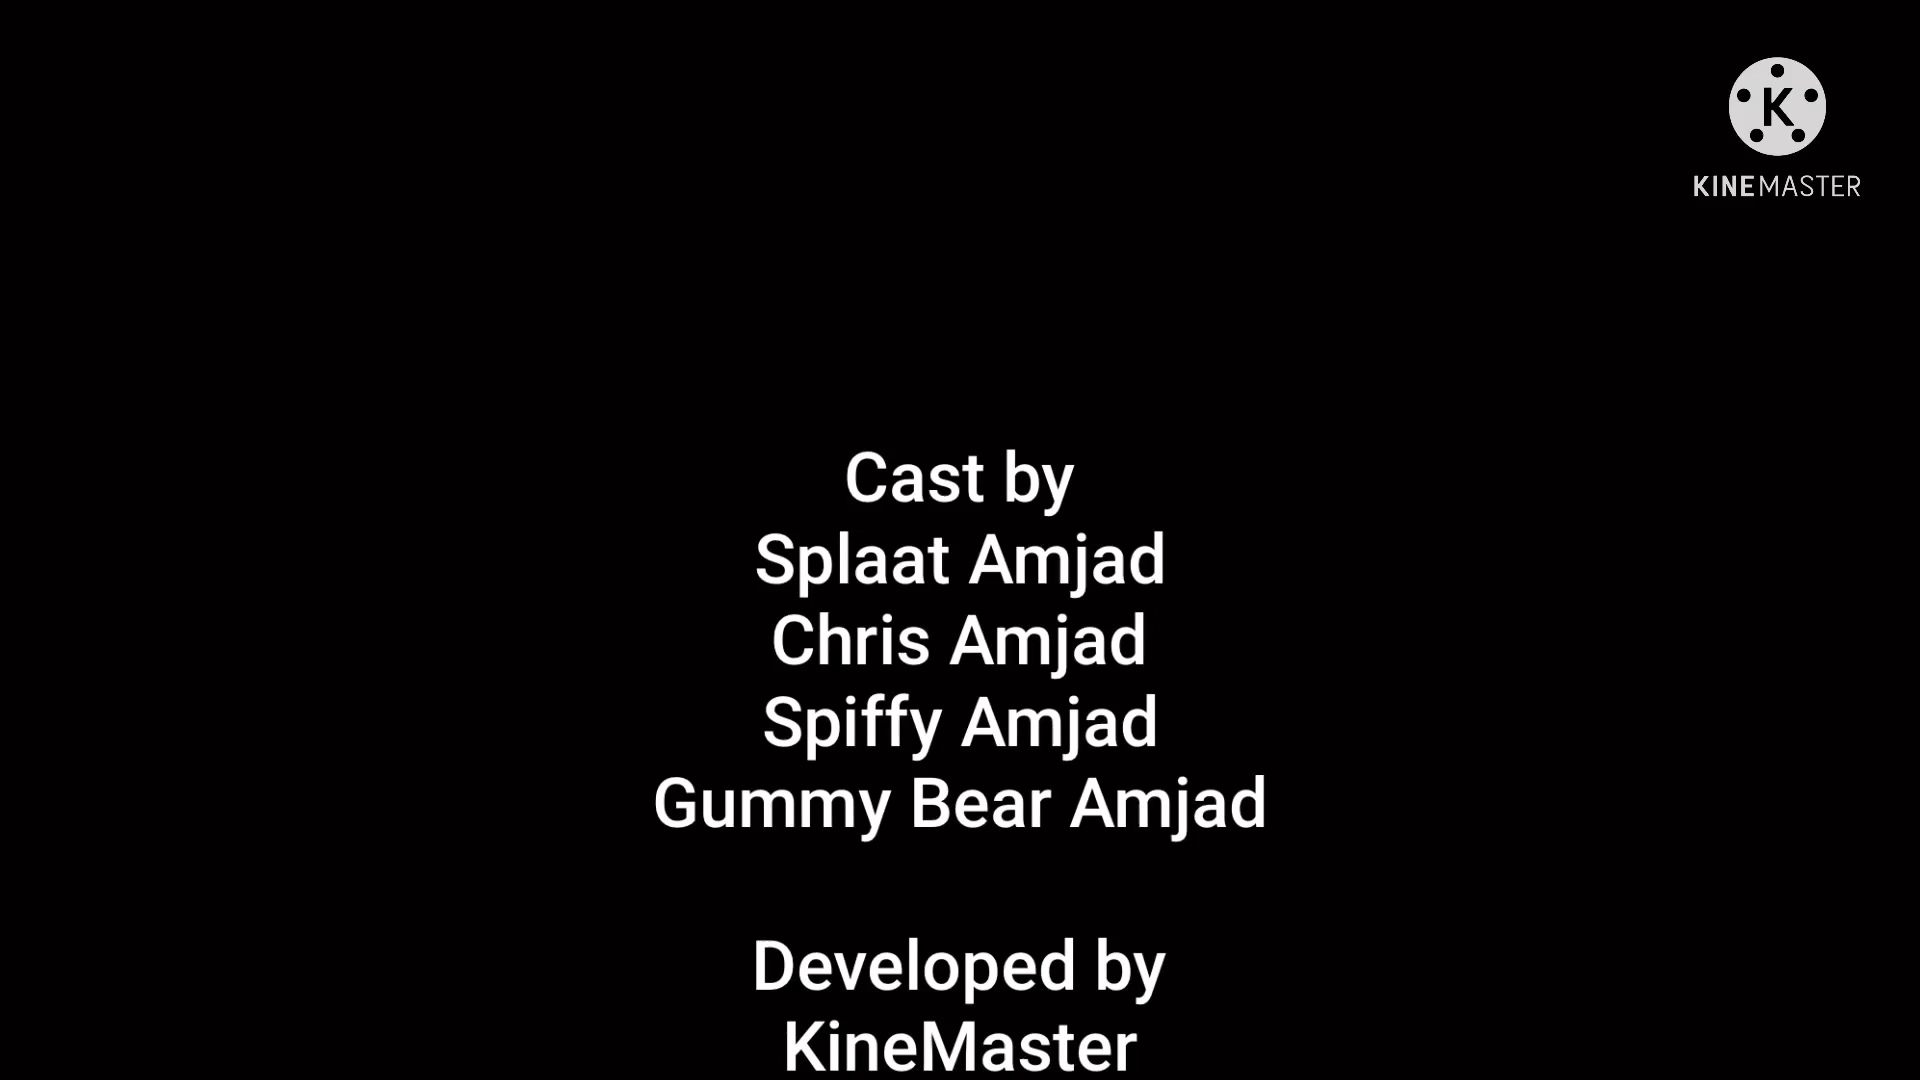 K
KINEMASTER
Cast by
Splaat Amjad
Chris Amjad
Spiffy Amjad
Gummy Bear Amjad
Developed by
KineMaster